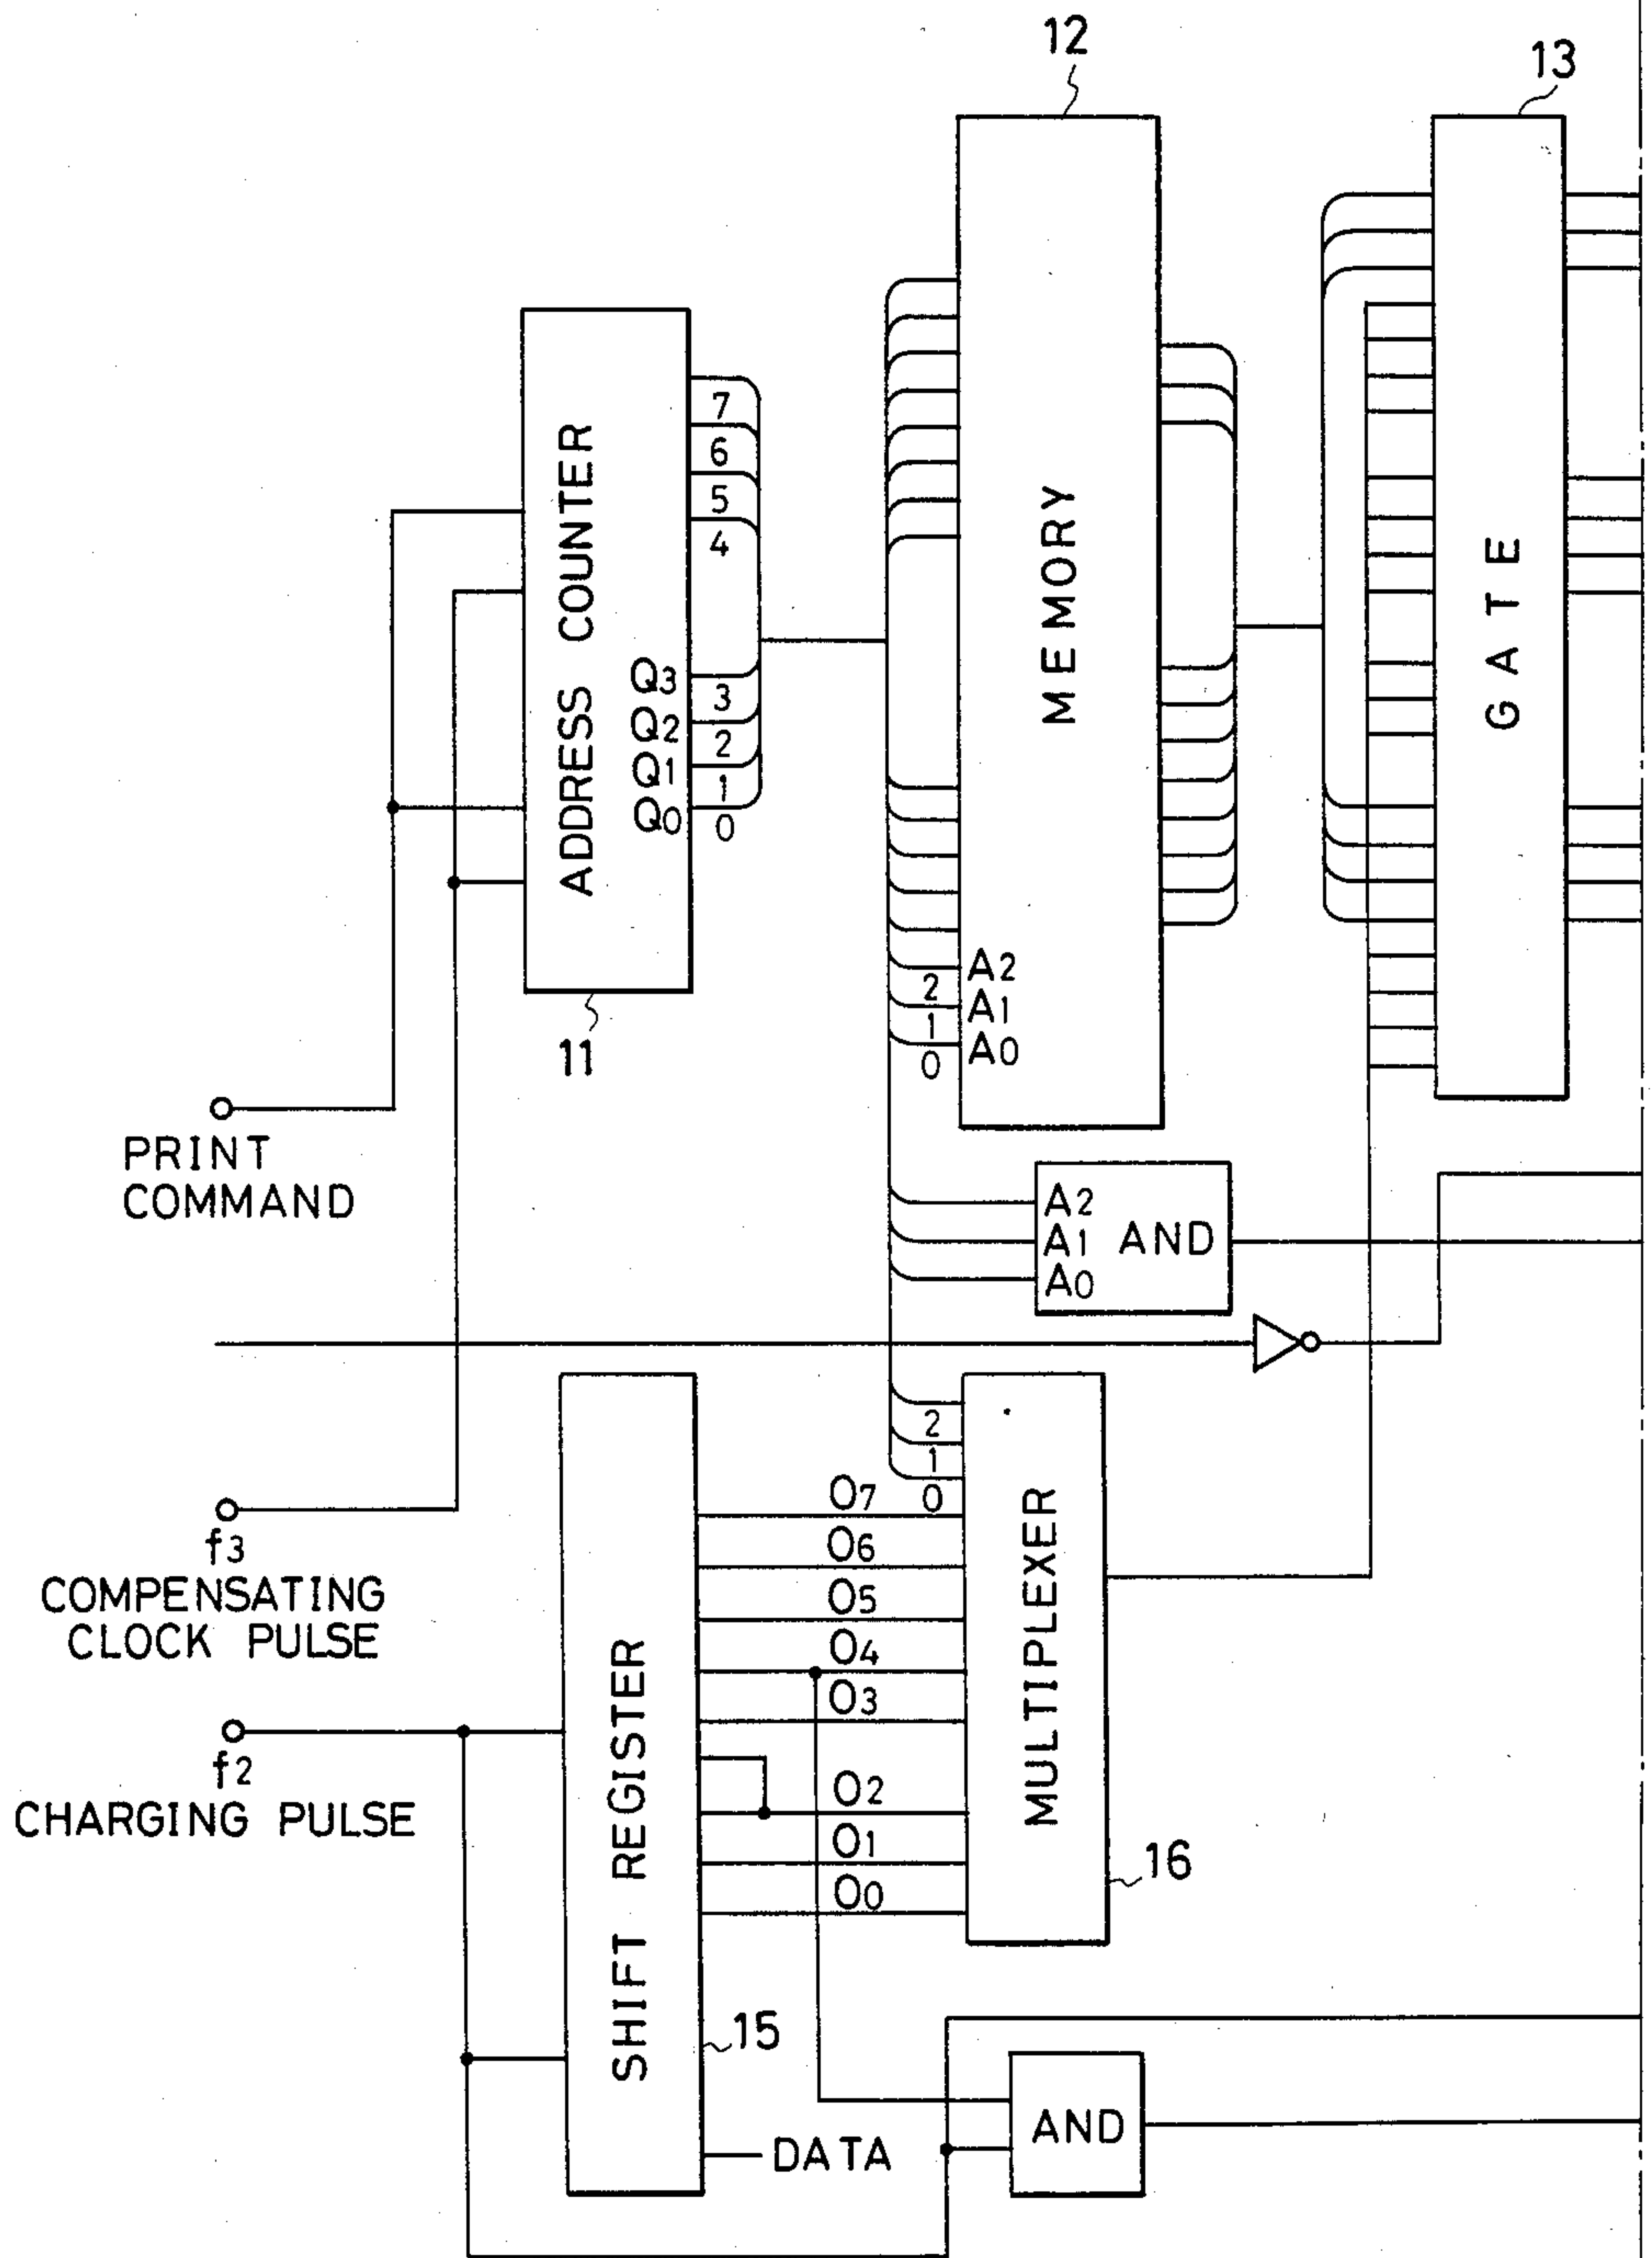 12
13
ADDRESS COUNTER
7
6
5
4
Q3
3
Q2
2
Q1
1
Q0
0
11
MEMORY
A2
2
A1
1
A0
0
GATE
PRINT
COMMAND
A2
A1 AND
A0
2
1
0
f3
COMPENSATING
CLOCK PULSE
f2
CHARGING PULSE
SHIFT REGISTER
15
DATA
O7
O6
O5
O4
O3
O2
O1
O0
MULTIPLEXER
16
AND